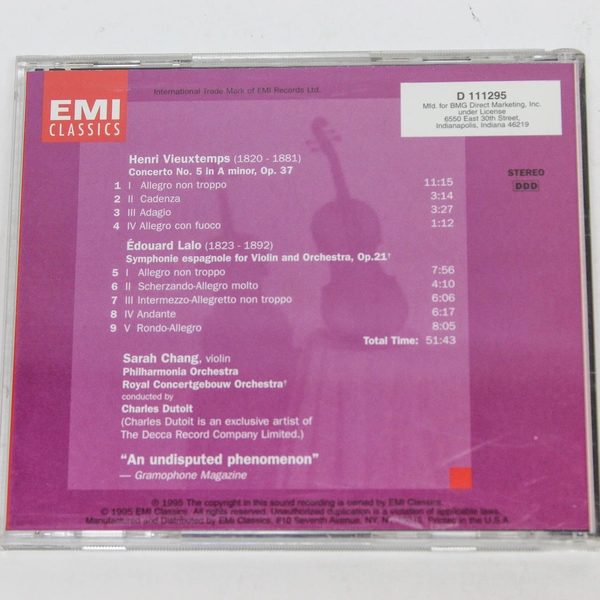 EMI
CLASSICS
International Trade Mark of EMI Records Ltd.
D 111295
Mfd. for BMG Direct Marketing, Inc.
under License
6550 East 30th Street,
Indianapolis, Indiana 46219
STEREO
DDD
Henri Vieuxtemps (1820 - 1881)
Concerto No. 5 in A minor, Op. 37
1 I Allegro non troppo 11:15
2 II Cadenza 3:14
3 III Adagio 3:27
4 IV Allegro con fuoco 1:12
Édouard Lalo (1823 - 1892)
Symphonie espagnole for Violin and Orchestra, Op.21†
5 I Allegro non troppo 7:56
6 II Scherzando-Allegro molto 4:10
7 III Intermezzo-Allegretto non troppo 6:06
8 IV Andante 6:17
9 V Rondo-Allegro 8:05
Total Time: 51:43
Sarah Chang, violin
Philharmonia Orchestra
Royal Concertgebouw Orchestra†
conducted by
Charles Dutoit
(Charles Dutoit is an exclusive artist of
The Decca Record Company Limited.)
“An undisputed phenomenon”
— Gramophone Magazine
℗ 1995 The copyright in this sound recording is owned by EMI Classics.
© 1995 EMI Classics. All rights reserved. Unauthorized duplication is a violation of applicable laws.
Manufactured and Distributed by EMI Classics, 810 Seventh Avenue, NY, Printed in the U.S.A.